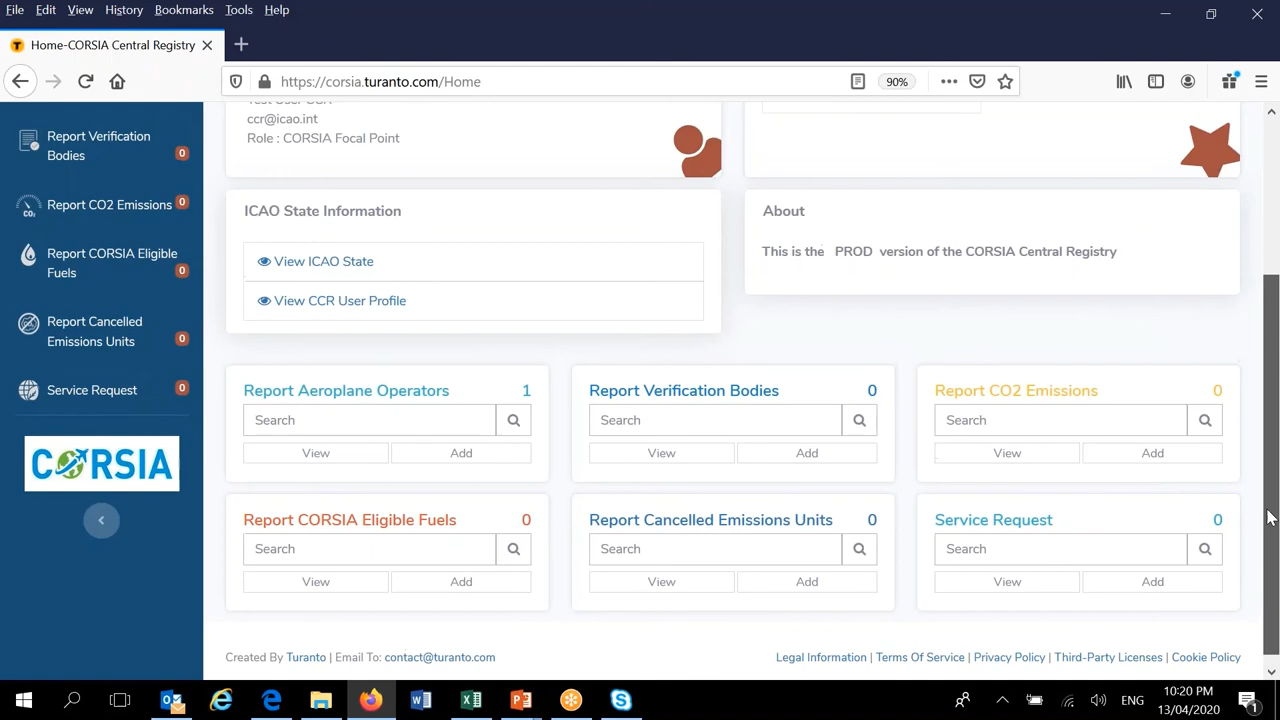 File Edit View History Bookmarks Tools Help
Home-CORSIA Central Registry
https://corsia.turanto.com/Home
90%
Report Verification
Bodies
0
Report CO2 Emissions 0
Report CORSIA Eligible
Fuels
0
Report Cancelled
Emissions Units
0
Service Request 0
CORSIA
Test User CCR
ccr@icao.int
Role : CORSIA Focal Point
ICAO State Information
View ICAO State
View CCR User Profile
About
This is the PROD version of the CORSIA Central Registry
Report Aeroplane Operators 1
Search
View Add
Report Verification Bodies 0
Search
View Add
Report CO2 Emissions 0
Search
View Add
Report CORSIA Eligible Fuels 0
Search
View Add
Report Cancelled Emissions Units 0
Search
View Add
Service Request 0
Search
View Add
Created By Turanto | Email To: contact@turanto.com
Legal Information | Terms Of Service | Privacy Policy | Third-Party Licenses | Cookie Policy
ENG
10:20 PM
13/04/2020
1